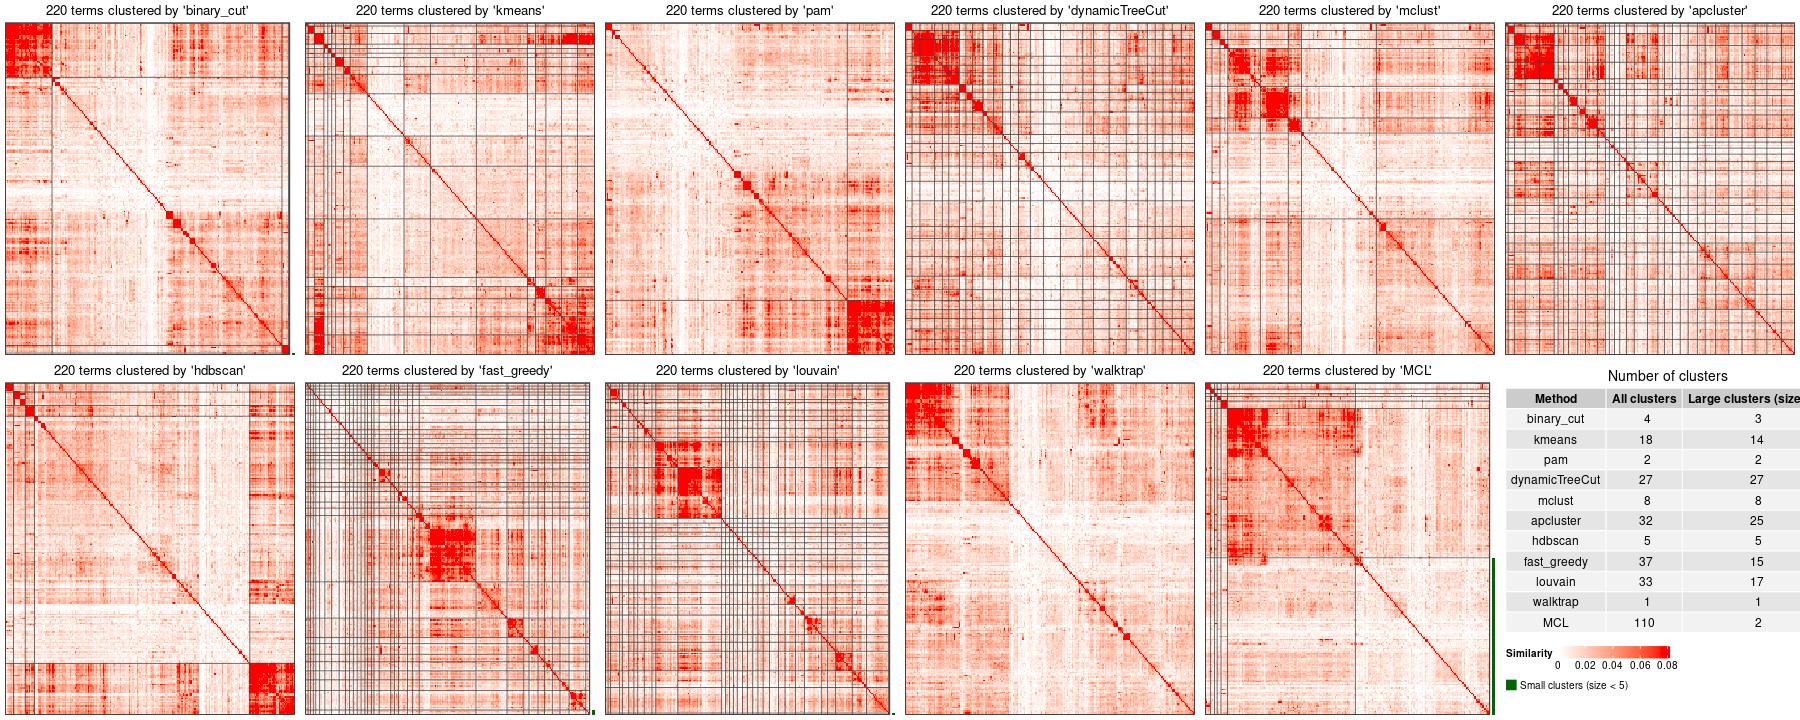 220 terms clustered by 'binary_cut'
220 terms clustered by 'kmeans'
220 terms clustered by 'pam'
220 terms clustered by 'dynamicTreeCut'
220 terms clustered by 'mclust'
220 terms clustered by 'apcluster'
220 terms clustered by 'hdbscan'
220 terms clustered by 'fast_greedy'
220 terms clustered by 'louvain'
220 terms clustered by 'walktrap'
220 terms clustered by 'MCL'
Number of clusters
Method All clusters Large clusters (size
binary_cut 4 3
kmeans 18 14
pam 2 2
dynamicTreeCut 27 27
mclust 8 8
apcluster 32 25
hdbscan 5 5
fast_greedy 37 15
louvain 33 17
walktrap 1 1
MCL 110 2
Similarity
0 0.02 0.04 0.06 0.08
Small clusters (size < 5)